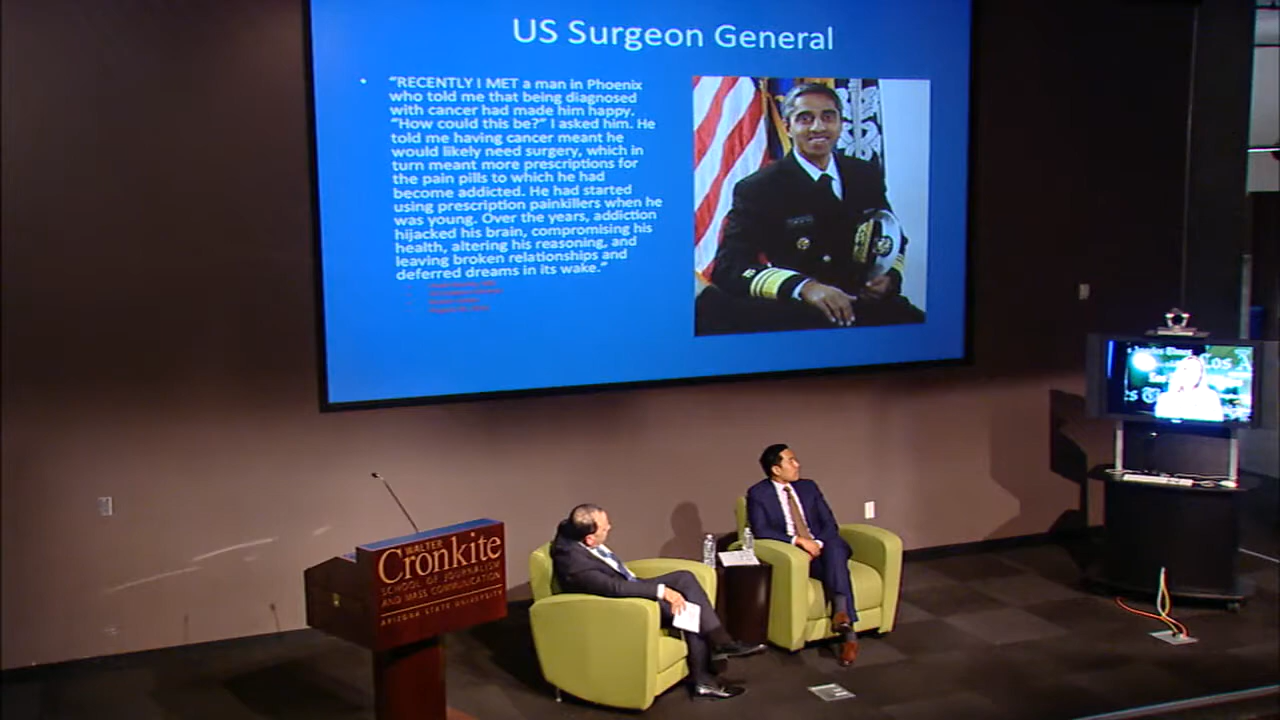 US Surgeon General
• “RECENTLY I MET a man in Phoenix
who told me that being diagnosed
with cancer had made him happy.
“How could this be?” I asked him. He
told me having cancer meant he
would likely need surgery, which in
turn meant more prescriptions for
the pain pills to which he had
become addicted. He had started
using prescription painkillers when he
was young. Over the years, addiction
hijacked his brain, compromising his
health, altering his reasoning, and
leaving broken relationships and
deferred dreams in its wake.”
Los A
WALTER
Cronkite
SCHOOL OF JOURNALISM
AND MASS COMMUNICATION
ARIZONA STATE UNIVERSITY